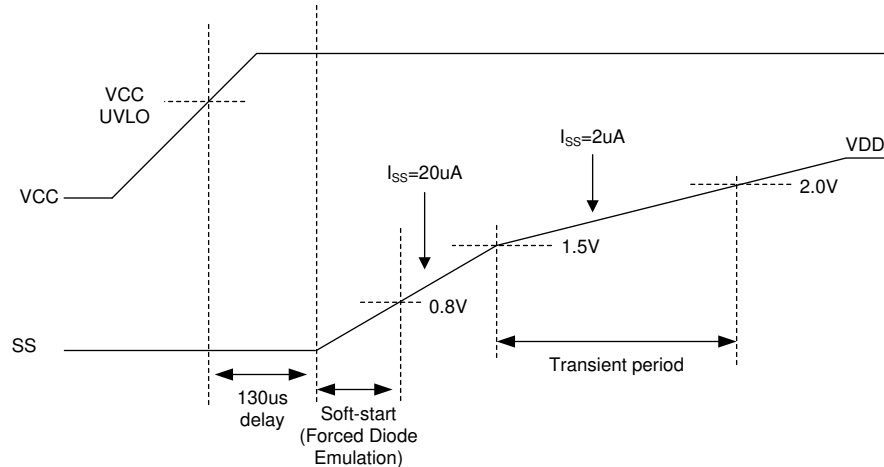 VCC
UVLO
VCC
I_SS=20uA
I_SS=2uA
VDD
2.0V
1.5V
0.8V
SS
130us
delay
Soft-start
(Forced Diode
Emulation)
Transient period